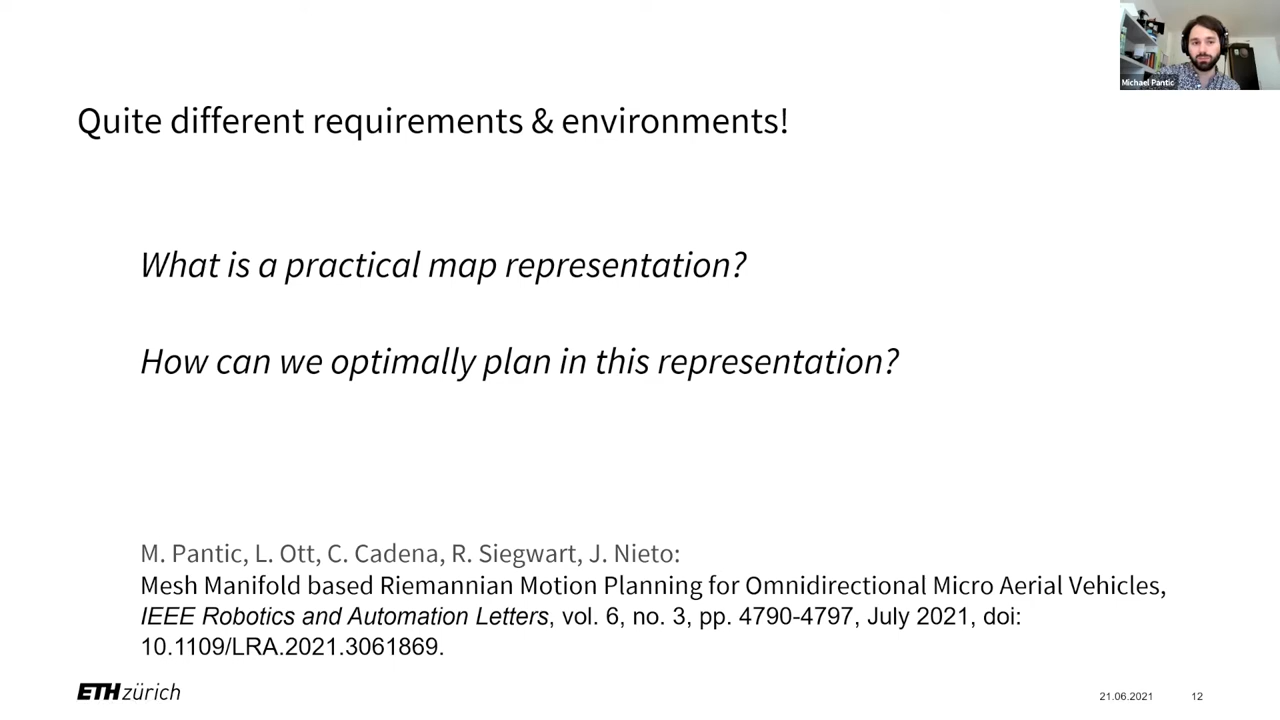 Michael Pantic
Quite different requirements & environments!
What is a practical map representation?
How can we optimally plan in this representation?
M. Pantic, L. Ott, C. Cadena, R. Siegwart, J. Nieto:
Mesh Manifold based Riemannian Motion Planning for Omnidirectional Micro Aerial Vehicles,
IEEE Robotics and Automation Letters, vol. 6, no. 3, pp. 4790-4797, July 2021, doi:
10.1109/LRA.2021.3061869.
ETH zürich
21.06.2021 12